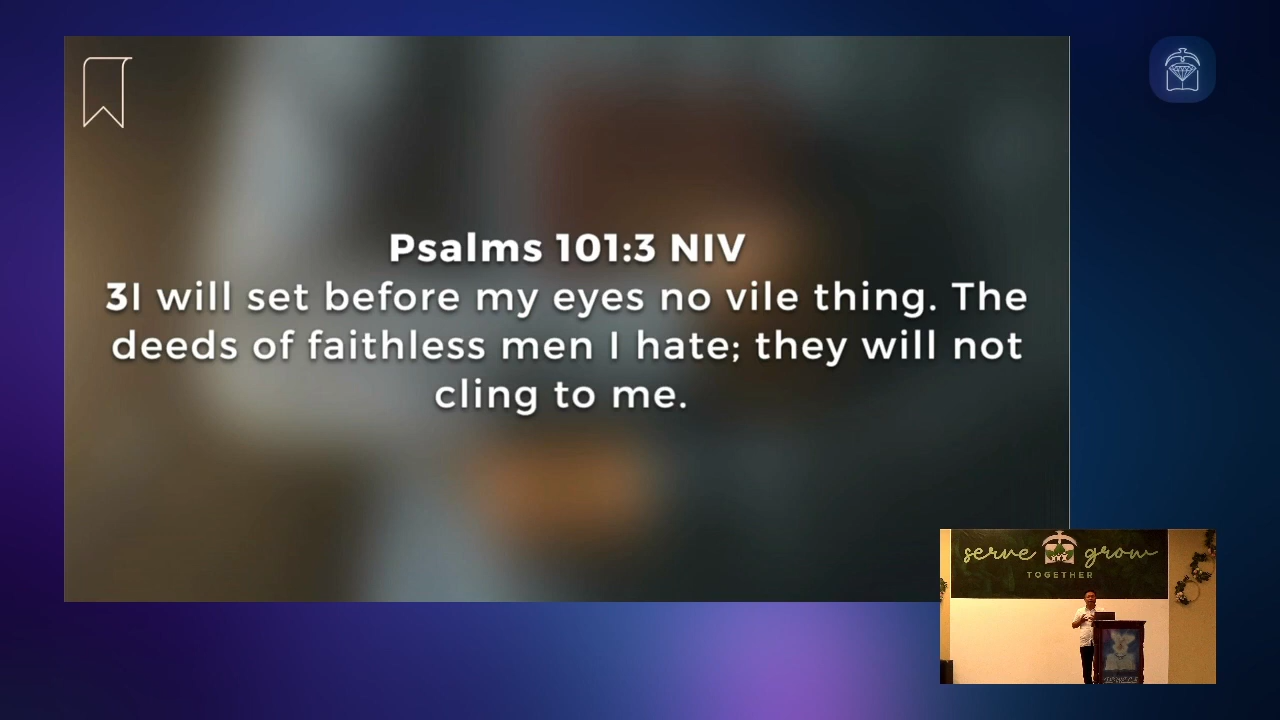 Psalms 101:3 NIV
3I will set before my eyes no vile thing. The
deeds of faithless men I hate; they will not
cling to me.
serve grow
TOGETHER